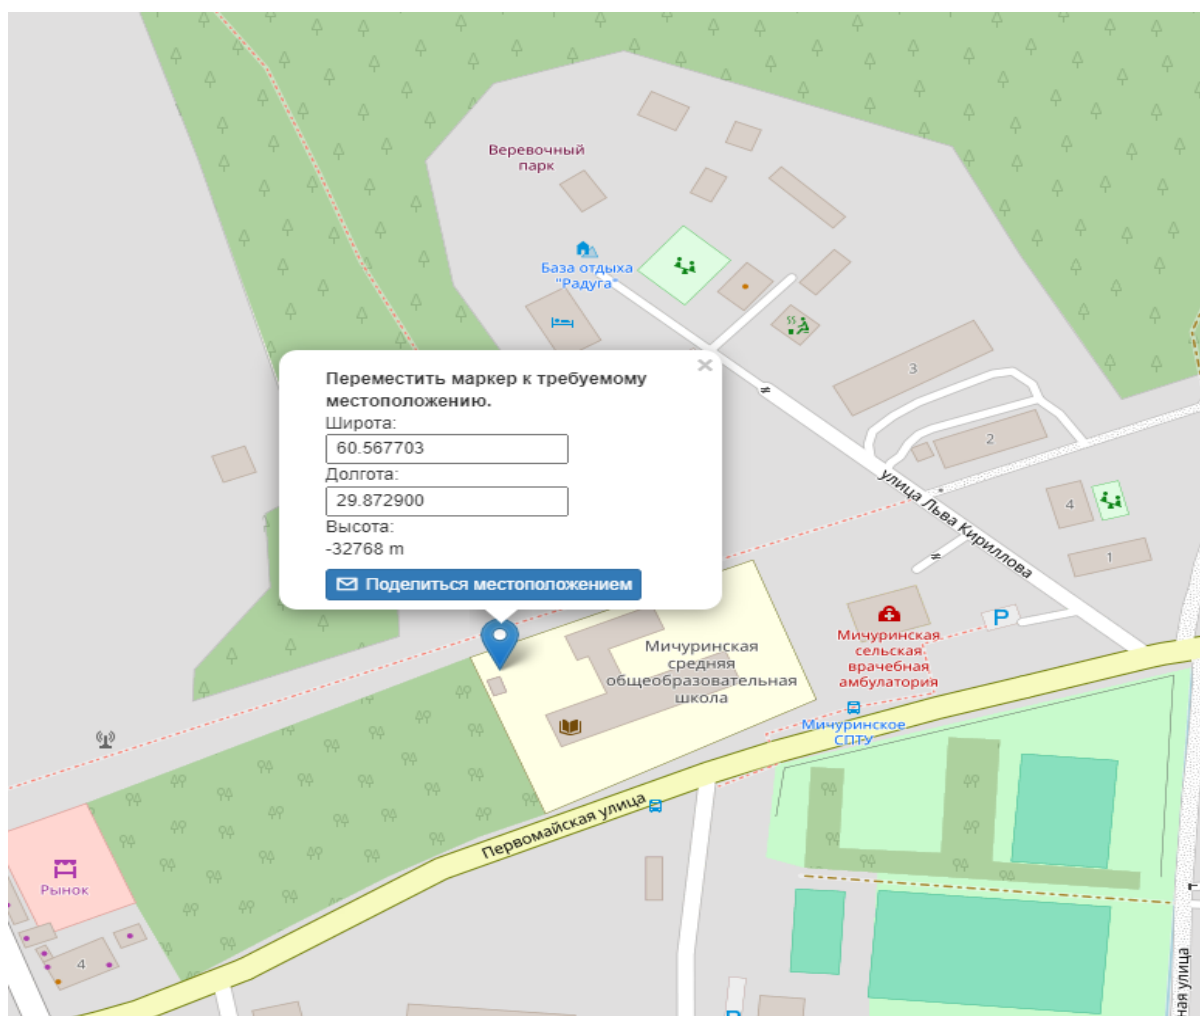 Веревочный
парк
База отдыха
"Радуга"
Переместить маркер к требуемому
местоположению.
Широта:
60.567703
Долгота:
29.872900
Высота:
-32768 m
Поделиться местоположением
×
3
2
4
1
улица Льва Кириллова
P
Мичуринская
сельская
врачебная
амбулатория
Мичуринская
средняя
общеобразовательная
школа
Мичуринское
СПТУ
Первомайская улица
Рынок
4
P
ная улица